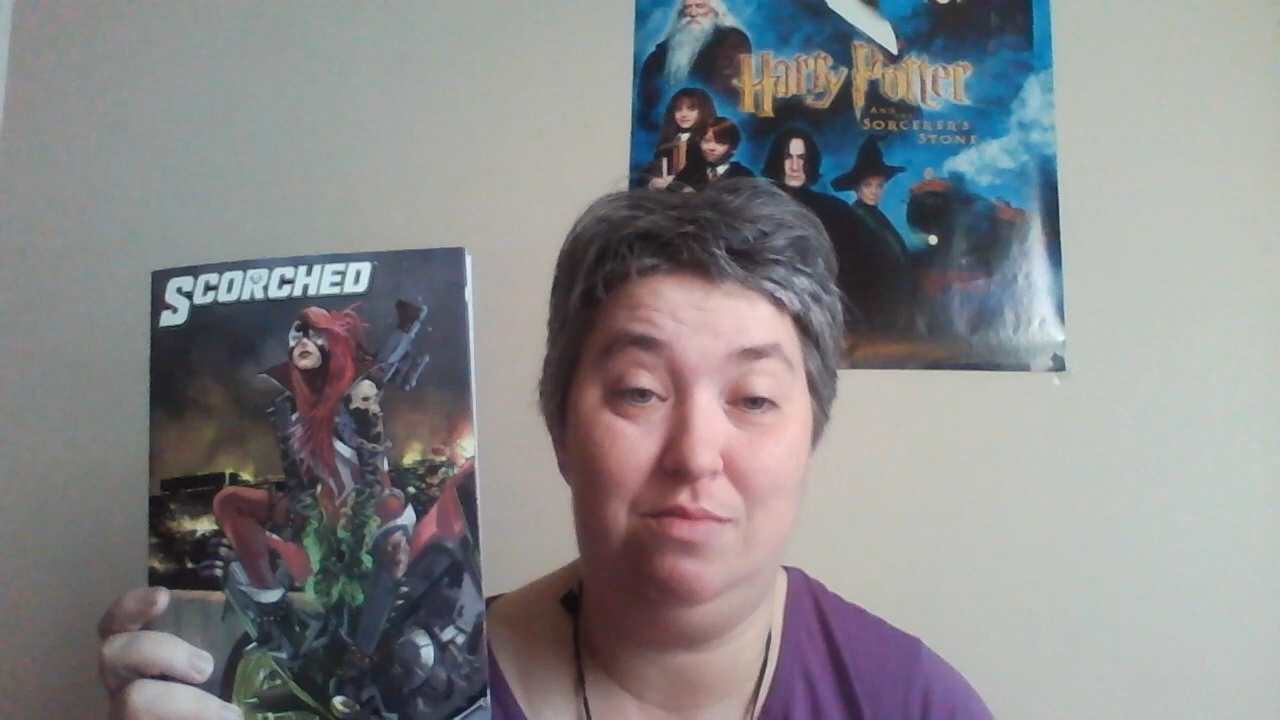 Harry Potter
AND THE
SORCERER'S
STONE
SCORCHED